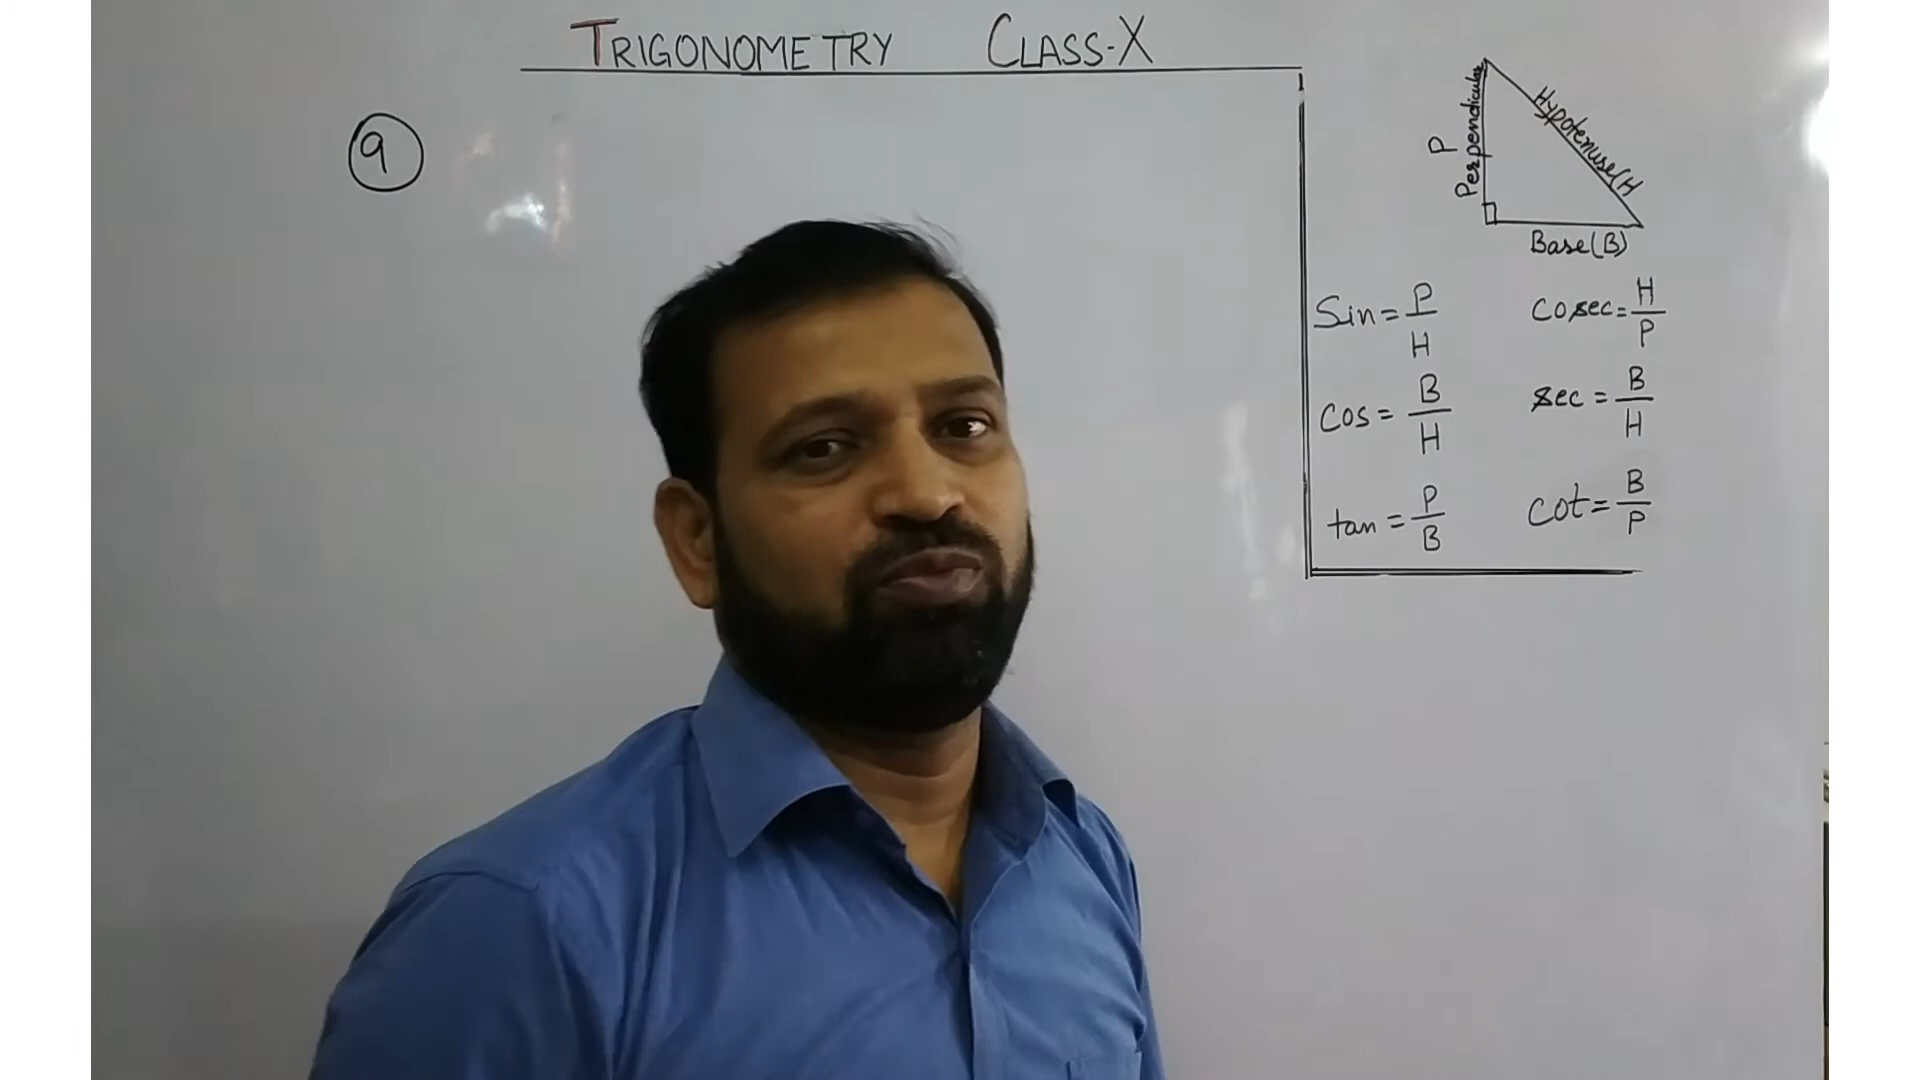 TRIGONOMETRY CLASS-X
9
P
Perpendicular
Hypotenuse(H
Base(B)
Sin = P/H
cosec = H/P
cos = B/H
sec = B/H
tan = P/B
cot = B/P